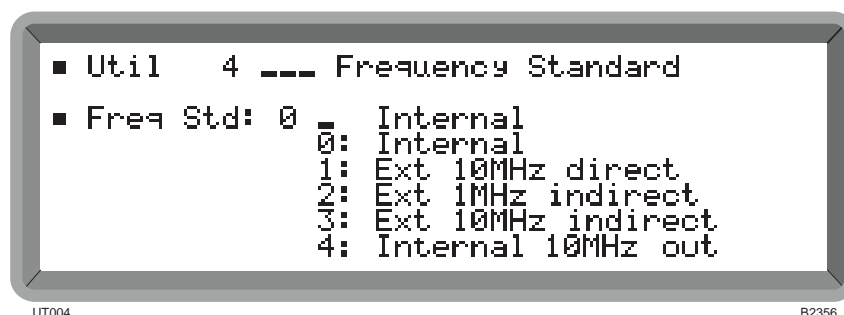 ▪ Util 4 ___ Frequency Standard
▪ Freq Std: 0 _ Internal
0: Internal
1: Ext 10MHz direct
2: Ext 1MHz indirect
3: Ext 10MHz indirect
4: Internal 10MHz out
UT004 B2356